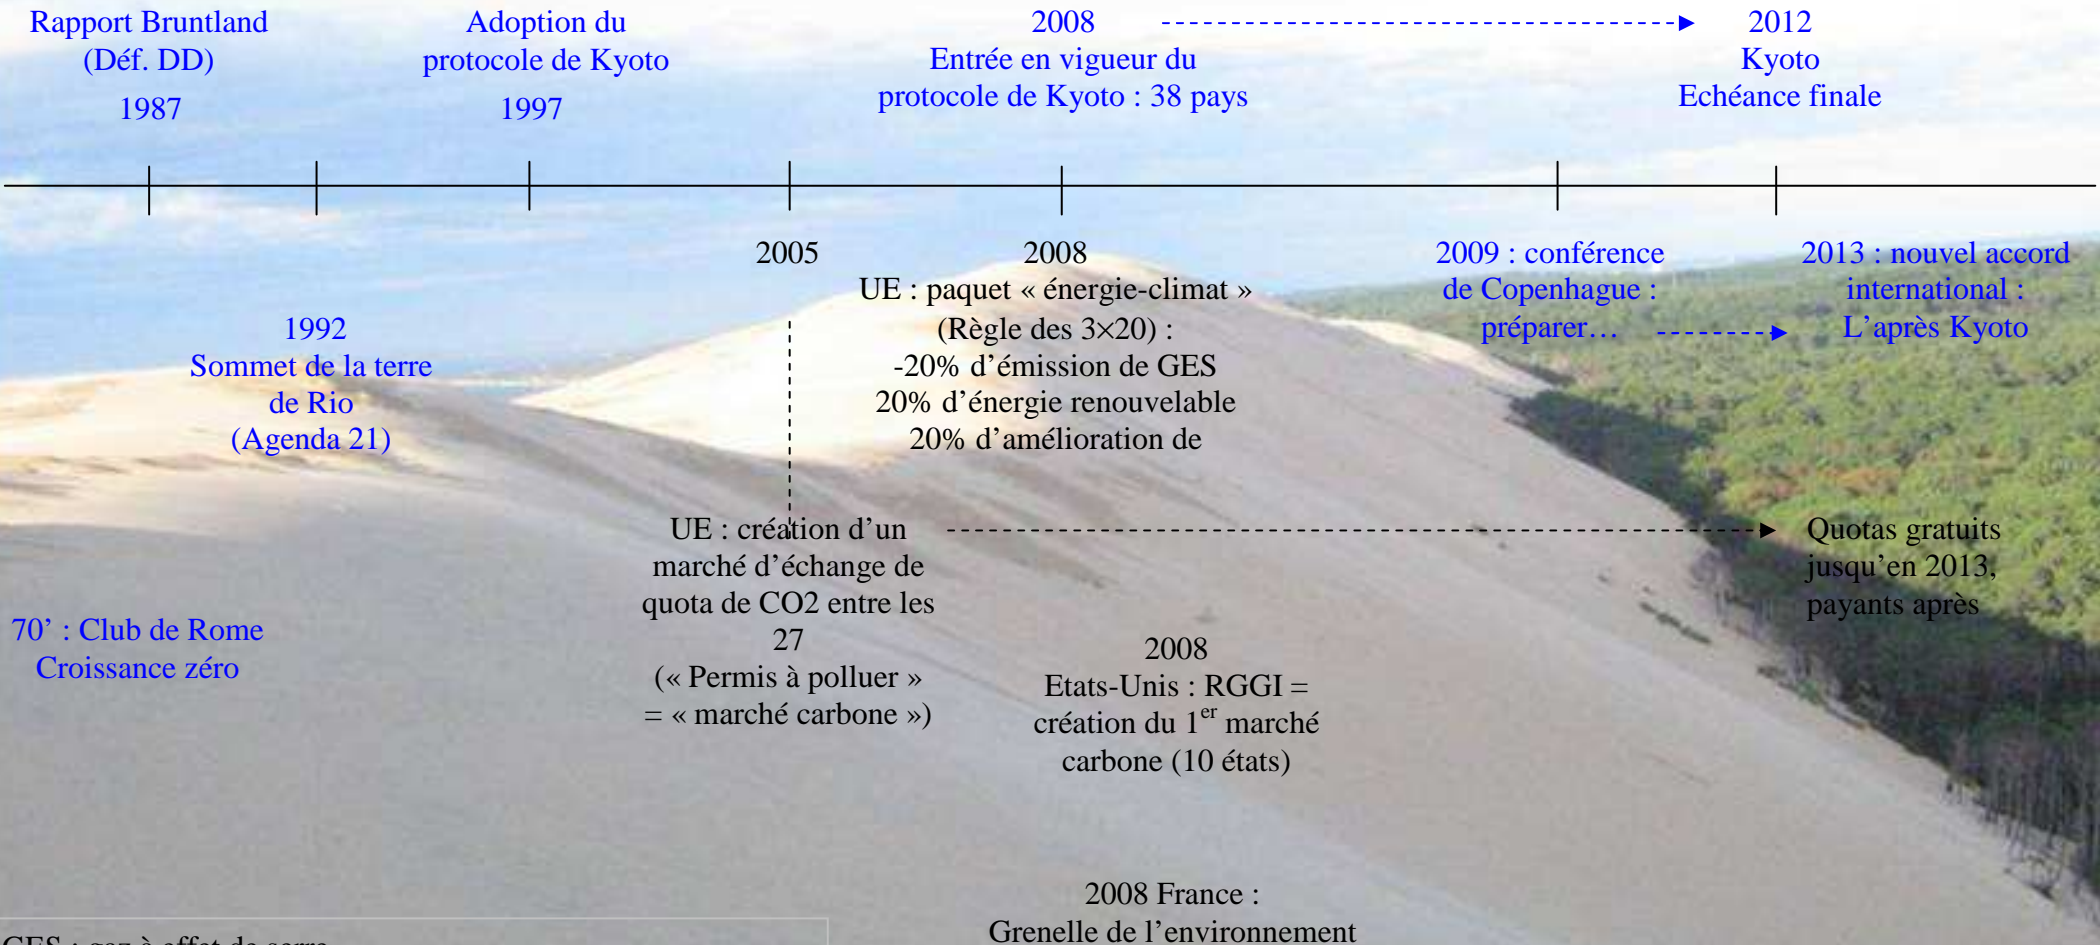 Rapport Bruntland
(Déf. DD)
1987
Adoption du
protocole de Kyoto
1997
2008
Entrée en vigueur du
protocole de Kyoto : 38 pays
2012
Kyoto
Echéance finale
1992
Sommet de la terre
de Rio
(Agenda 21)
2005
2008
UE : paquet « énergie-climat »
(Règle des 3×20) :
-20% d’émission de GES
20% d’énergie renouvelable
20% d’amélioration de
2009 : conférence
de Copenhague :
préparer…
2013 : nouvel accord
international :
L’après Kyoto
UE : création d’un
marché d’échange de
quota de CO2 entre les
27
(« Permis à polluer »
= « marché carbone »)
Quotas gratuits
jusqu’en 2013,
payants après
70’ : Club de Rome
Croissance zéro
2008
Etats-Unis : RGGI =
création du 1er marché
carbone (10 états)
2008 France :
Grenelle de l’environnement
GES : gaz à effet de serre